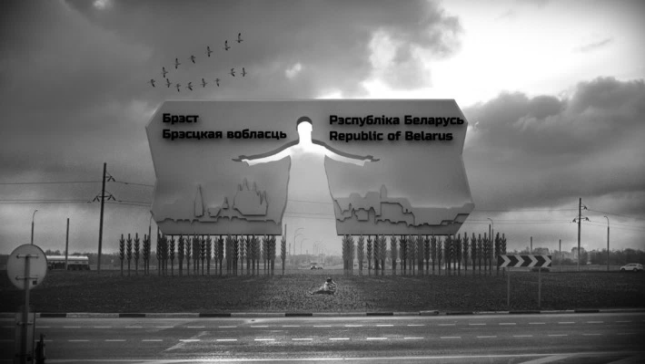 Брэст
Брэсцкая вобласць
Рэспубліка Беларусь
Republic of Belarus